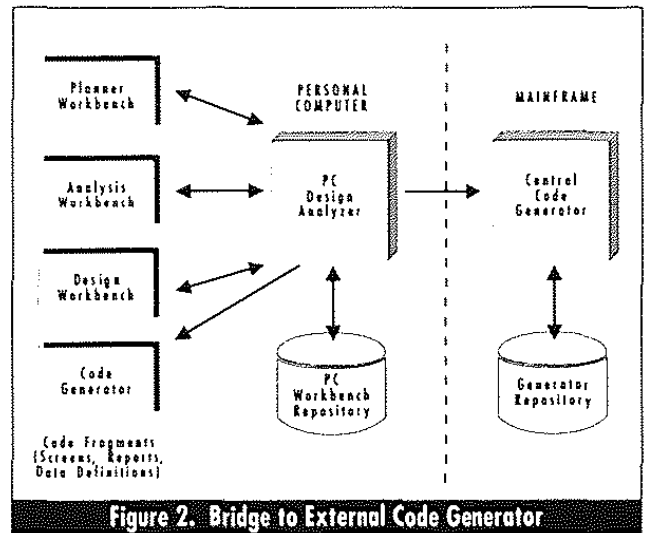 Planner
Workbench
PERSONAL
COMPUTER
MAINFRAME
Analysis
Workbench
PC
Design
Analyzer
Central
Code
Generator
Design
Workbench
Code
Generator
PC
Workbench
Repository
Generator
Repository
Code Fragments
(Screens, Reports,
Data Definitions)
Figure 2. Bridge to External Code Generator